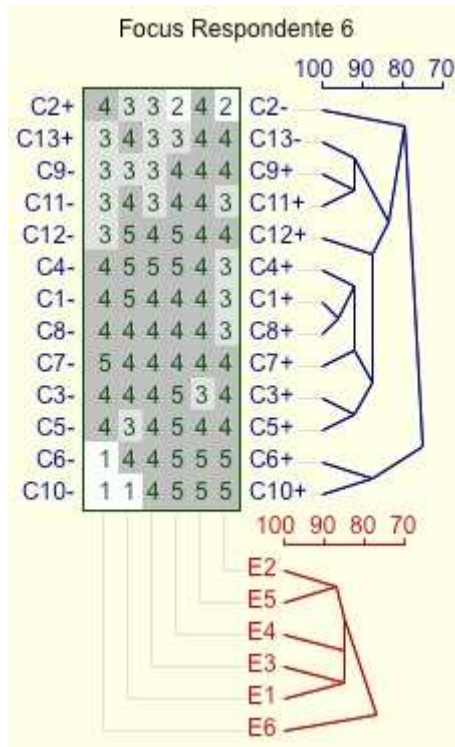 Focus Respondente 6
100 90 80 70
C2+ 4 3 3 2 4 2 C2-
C13+ 3 4 3 3 4 4 C13-
C9- 3 3 3 4 4 4 C9+
C11- 3 4 3 4 4 3 C11+
C12- 3 5 4 5 4 4 C12+
C4- 4 5 5 5 4 3 C4+
C1- 4 5 4 4 4 3 C1+
C8- 4 4 4 4 4 3 C8+
C7- 5 4 4 4 4 4 C7+
C3- 4 4 4 5 3 4 C3+
C5- 4 3 4 5 4 4 C5+
C6- 1 4 4 5 5 5 C6+
C10- 1 1 4 5 5 5 C10+
100 90 80 70
E2
E5
E4
E3
E1
E6